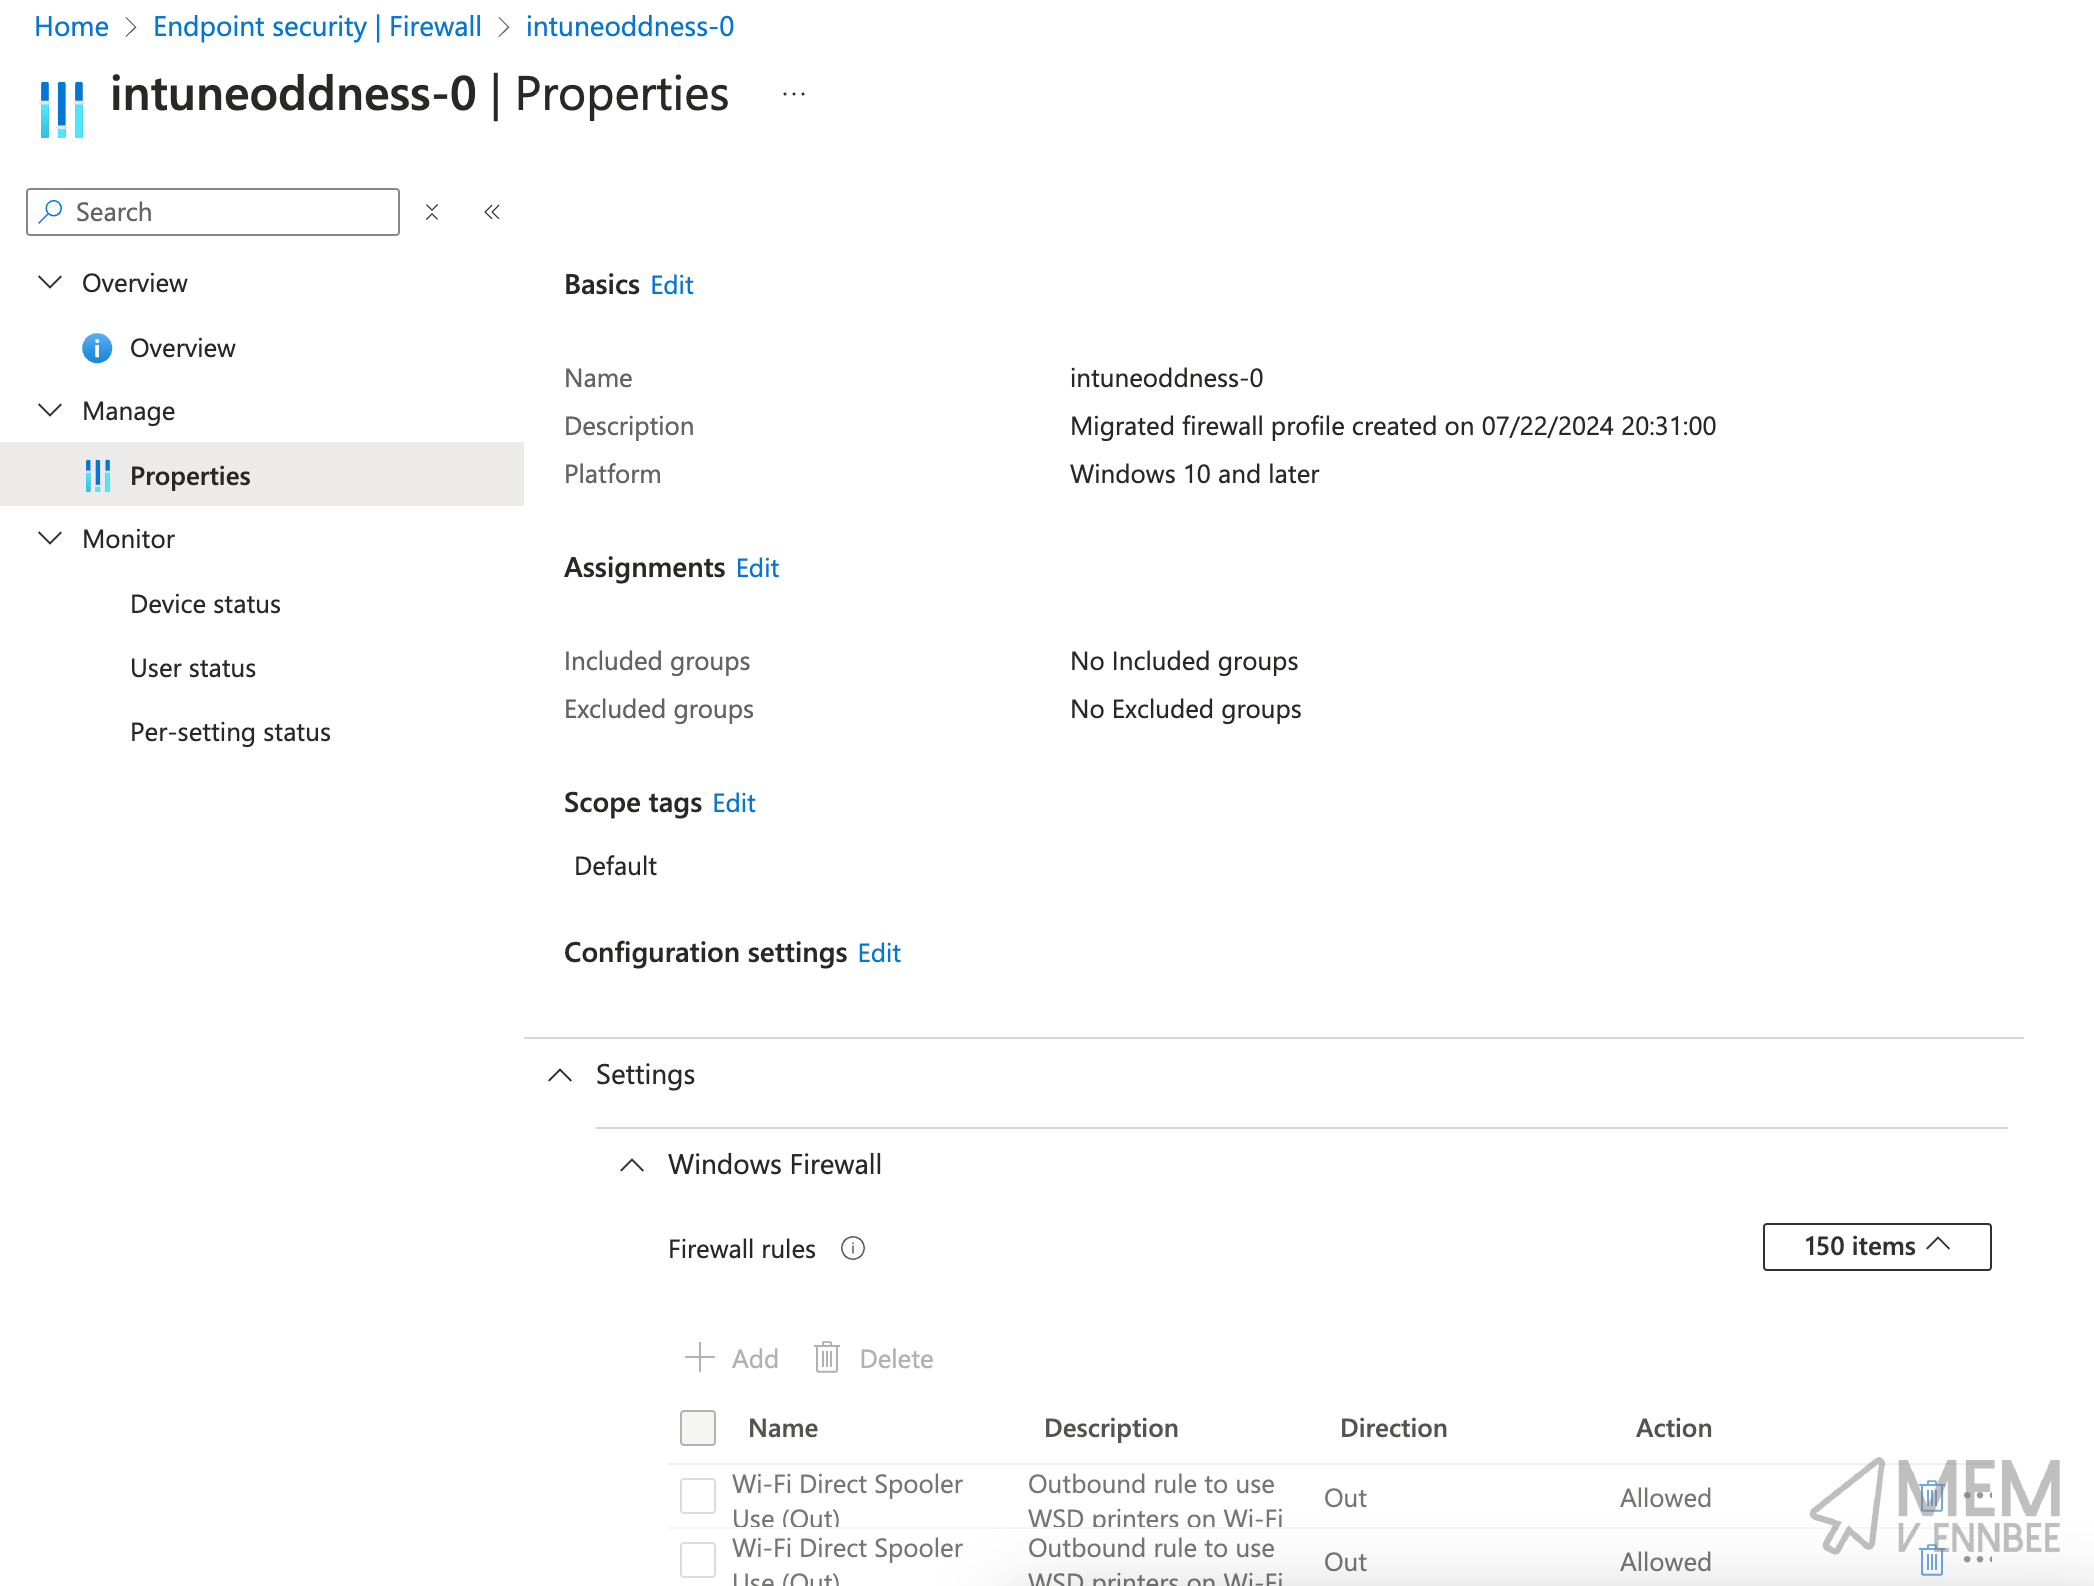 Home > Endpoint security | Firewall > intuneoddness-0
intuneoddness-0 | Properties ...
Search
Overview
Overview
Manage
Properties
Monitor
Device status
User status
Per-setting status
Basics Edit
Name intuneoddness-0
Description Migrated firewall profile created on 07/22/2024 20:31:00
Platform Windows 10 and later
Assignments Edit
Included groups No Included groups
Excluded groups No Excluded groups
Scope tags Edit
Default
Configuration settings Edit
Settings
Windows Firewall
Firewall rules 150 items
Add Delete
Name Description Direction Action
Wi-Fi Direct Spooler Outbound rule to use
Use (Out) WSD printers on Wi-Fi Out Allowed
Wi-Fi Direct Spooler Outbound rule to use
Use (Out) WSD printers on Wi-Fi Out Allowed
MEM
V ENNBEE